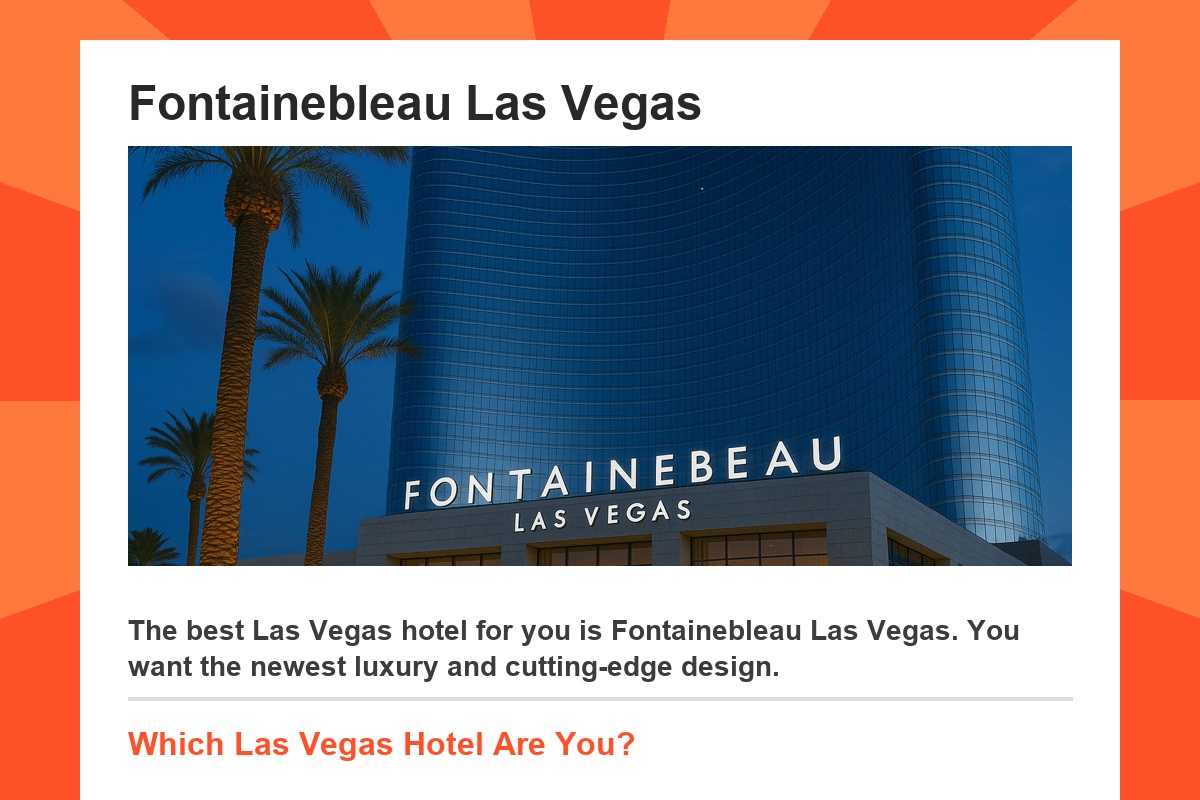 Fontainebleau Las Vegas
FONTAINEBEAU
LAS VEGAS
The best Las Vegas hotel for you is Fontainebleau Las Vegas. You
want the newest luxury and cutting-edge design.
Which Las Vegas Hotel Are You?